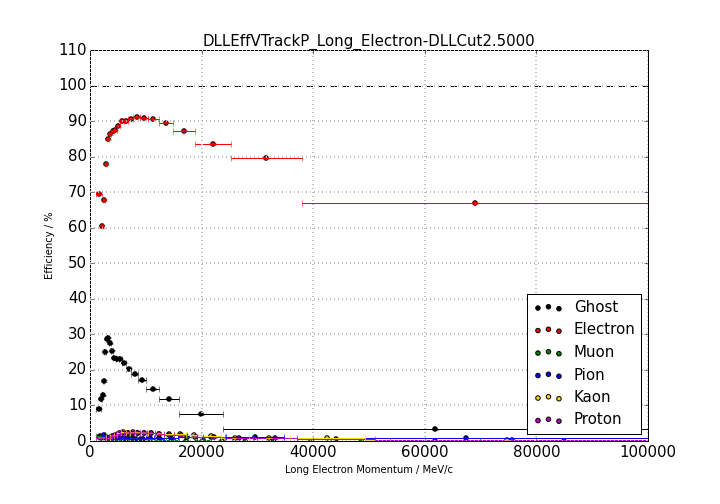 DLLEffVTrackP_Long_Electron-DLLCut2.5000
110
100
90
80
70
60
50
40
30
20
10
0
Efficiency / %
Ghost
Electron
Muon
Pion
Kaon
Proton
0 20000 40000 60000 80000 100000
Long Electron Momentum / MeV/c